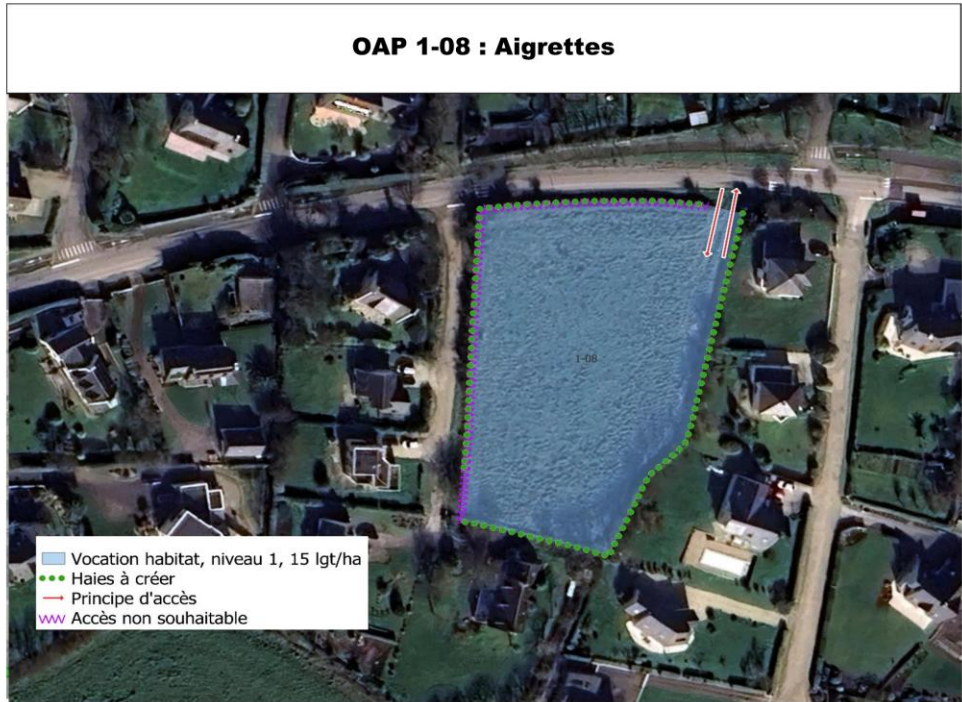 OAP 1-08 : Aigrettes
1-08
Vocation habitat, niveau 1, 15 lgt/ha
Haies à créer
Principe d'accès
Accès non souhaitable